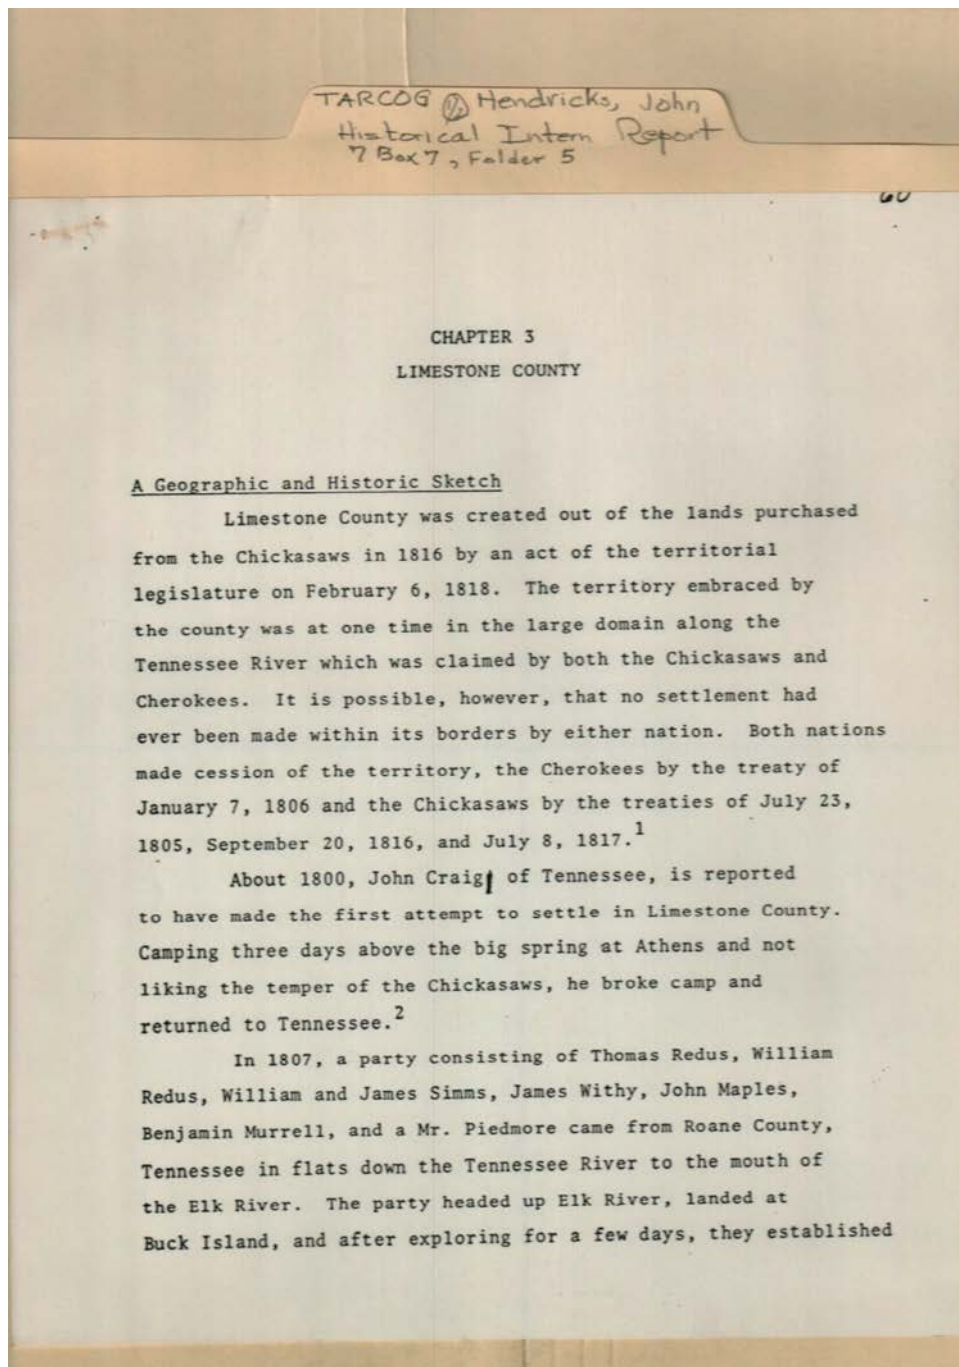 TARCOG ½ Hendricks, John
Historical Intern Report
7 Box 7, Folder 5
60
CHAPTER 3
LIMESTONE COUNTY
A Geographic and Historic Sketch
Limestone County was created out of the lands purchased
from the Chickasaws in 1816 by an act of the territorial
legislature on February 6, 1818. The territory embraced by
the county was at one time in the large domain along the
Tennessee River which was claimed by both the Chickasaws and
Cherokees. It is possible, however, that no settlement had
ever been made within its borders by either nation. Both nations
made cession of the territory, the Cherokees by the treaty of
January 7, 1806 and the Chickasaws by the treaties of July 23,
1805, September 20, 1816, and July 8, 1817.1
About 1800, John Craig, of Tennessee, is reported
to have made the first attempt to settle in Limestone County.
Camping three days above the big spring at Athens and not
liking the temper of the Chickasaws, he broke camp and
returned to Tennessee.2
In 1807, a party consisting of Thomas Redus, William
Redus, William and James Simms, James Withy, John Maples,
Benjamin Murrell, and a Mr. Piedmore came from Roane County,
Tennessee in flats down the Tennessee River to the mouth of
the Elk River. The party headed up Elk River, landed at
Buck Island, and after exploring for a few days, they established